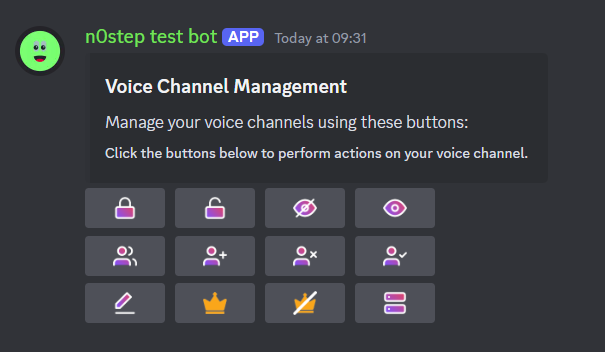 n0step test bot APP Today at 09:31
Voice Channel Management
Manage your voice channels using these buttons:
Click the buttons below to perform actions on your voice channel.